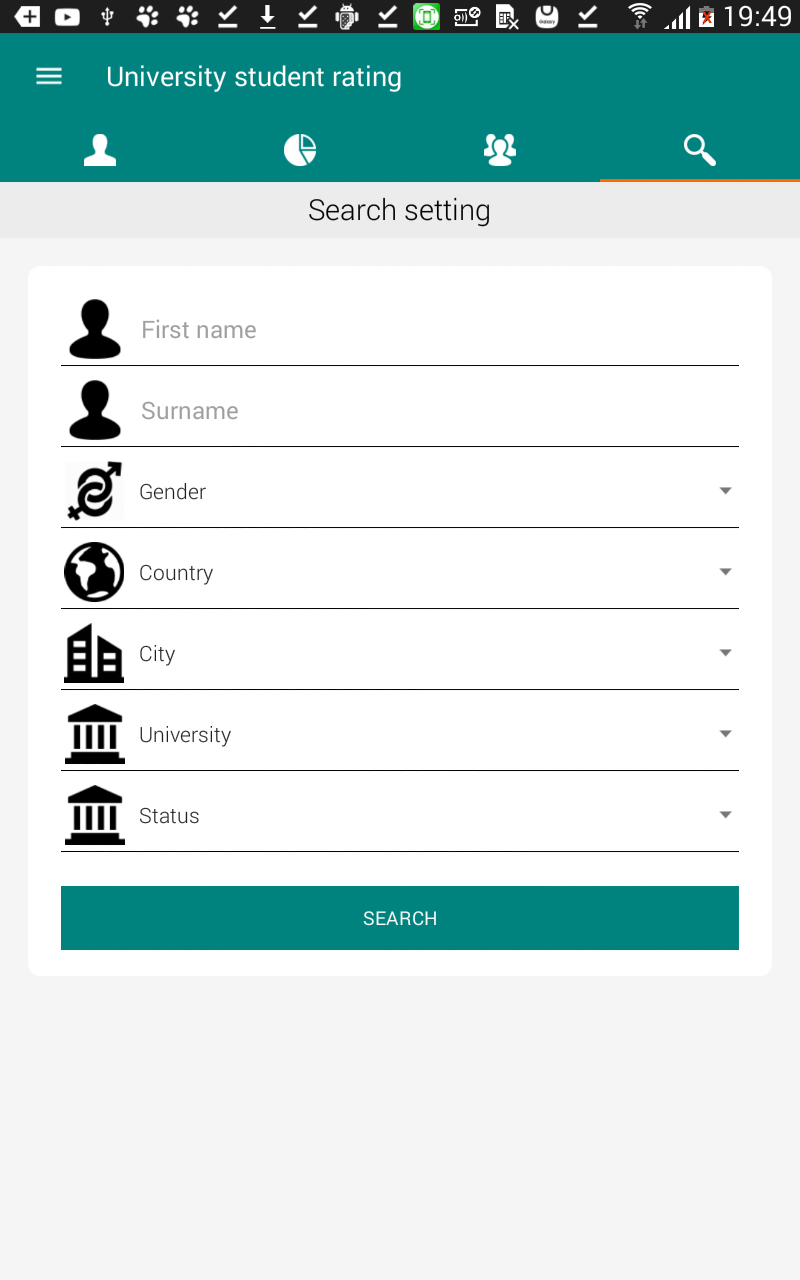 19:49
University student rating
Search setting
First name
Surname
Gender
Country
City
University
Status
SEARCH